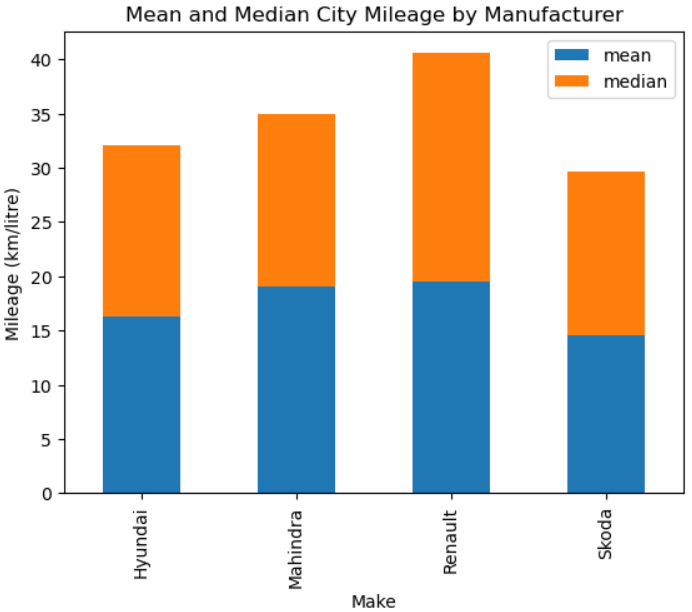 Mean and Median City Mileage by Manufacturer
mean
median
40
35
30
25
20
15
10
5
0
Mileage (km/litre)
Hyundai
Mahindra
Renault
Skoda
Make